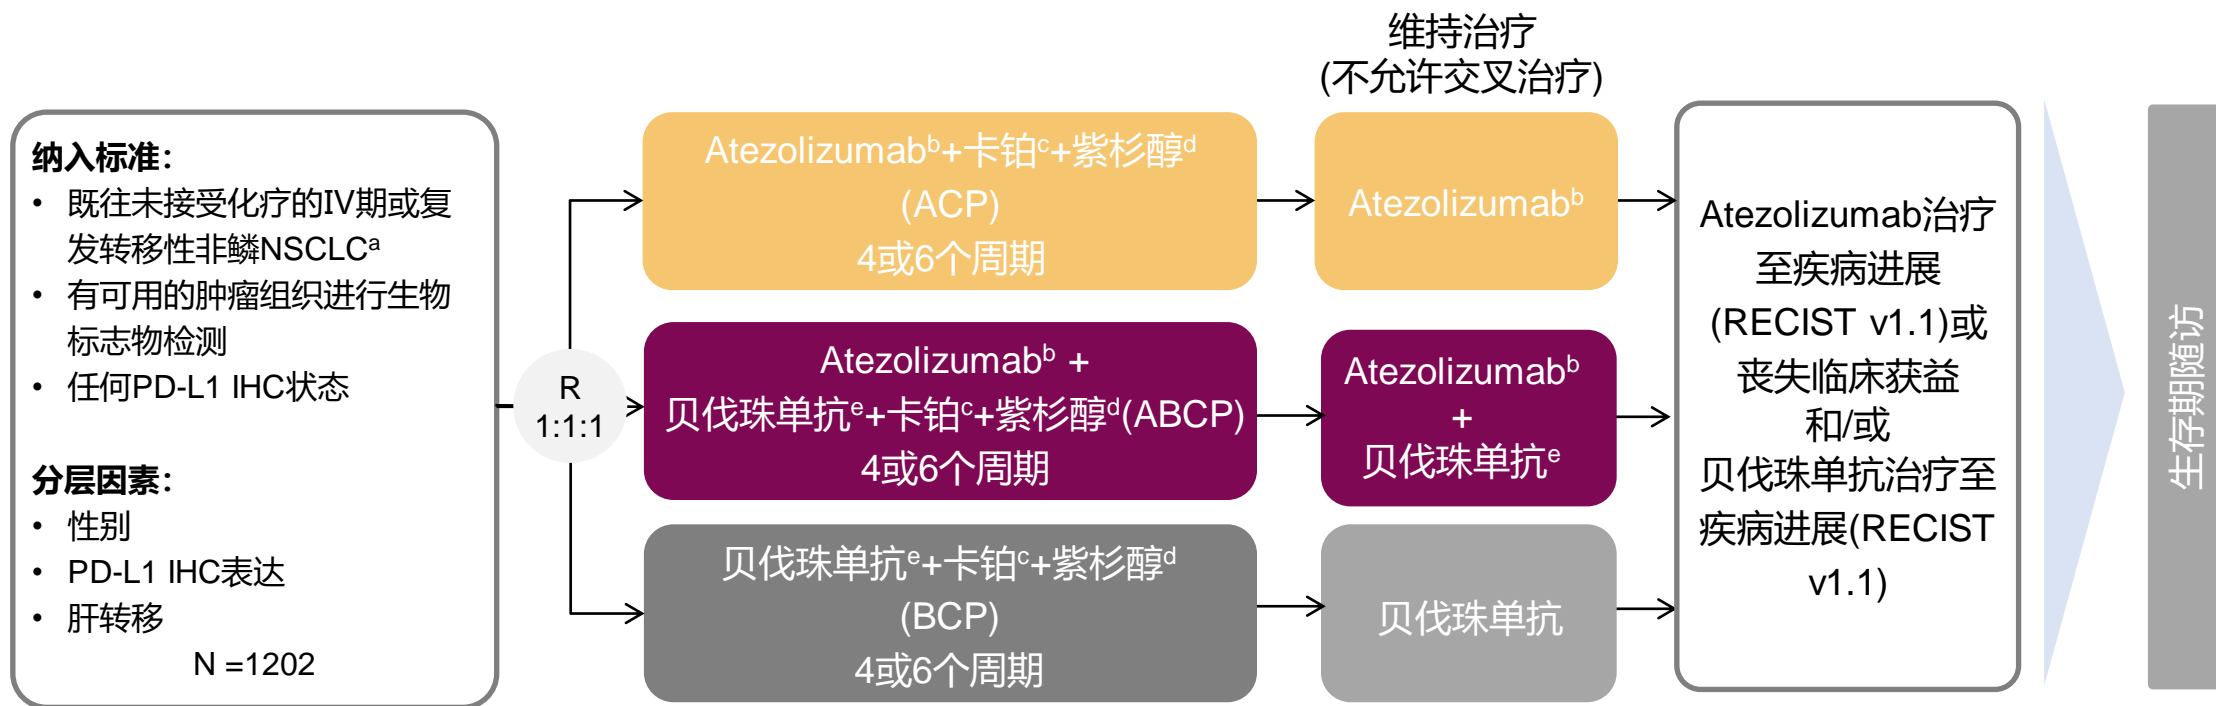 纳入标准：
• 既往未接受化疗的IV期或复
发转移性非鳞NSCLCa
• 有可用的肿瘤组织进行生物
标志物检测
• 任何PD-L1 IHC状态
分层因素：
• 性别
• PD-L1 IHC表达
• 肝转移
N =1202
R
1:1:1
Atezolizumabb+卡铂c+紫杉醇d
(ACP)
4或6个周期
Atezolizumabb +
贝伐珠单抗e+卡铂c+紫杉醇d(ABCP)
4或6个周期
贝伐珠单抗e+卡铂c+紫杉醇d
(BCP)
4或6个周期
维持治疗
(不允许交叉治疗)
Atezolizumabb
Atezolizumabb
+
贝伐珠单抗e
贝伐珠单抗
Atezolizumab治疗
至疾病进展
(RECIST v1.1)或
丧失临床获益
和/或
贝伐珠单抗治疗至
疾病进展(RECIST
v1.1)
生存期随访